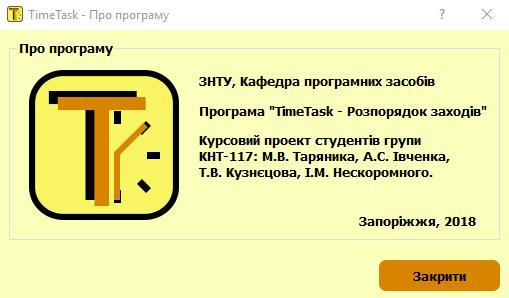 TimeTask - Про програму
Про програму
ЗНТУ, Кафедра програмних засобів
Програма "TimeTask - Розпорядок заходів"
Курсовий проект студентів групи
КНТ-117: М.В. Таряника, А.С. Івченка,
Т.В. Кузнєцова, І.М. Нескоромного.
Запоріжжя, 2018
Закрити